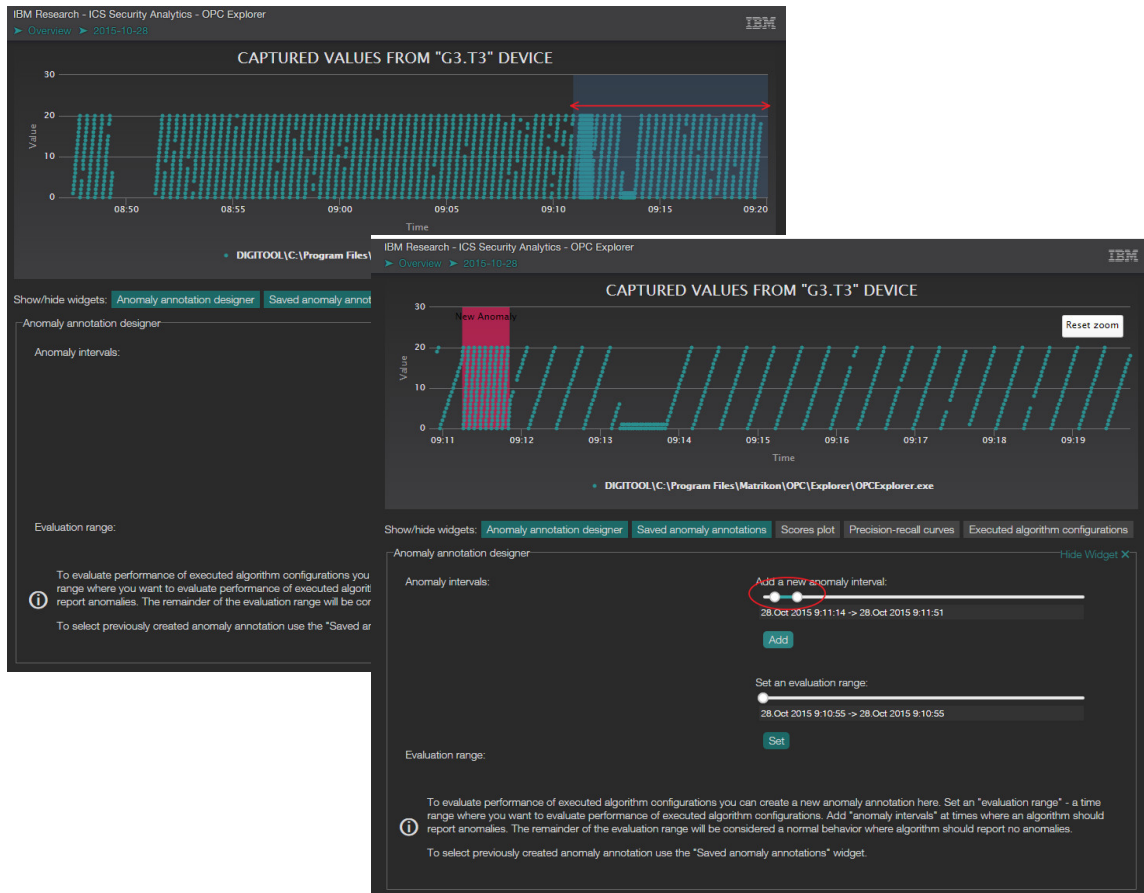 IBM Research - ICS Security Analytics - OPC Explorer
IBM
➤ Overview ➤ 2015-10-28
CAPTURED VALUES FROM "G3.T3" DEVICE
30
20
10
0
Value
08:50 08:55 09:00 09:05 09:10 09:15 09:20
Time
DIGITOOL\C:\Program Files\
Show/hide widgets: Anomaly annotation designer Saved anomaly annot
Anomaly annotation designer
Anomaly intervals:
Evaluation range:
To evaluate performance of executed algorithm configurations you
range where you want to evaluate performance of executed algorit
report anomalies. The remainder of the evaluation range will be cor
To select previously created anomaly annotation use the "Saved ar
IBM Research - ICS Security Analytics - OPC Explorer
IBM
➤ Overview ➤ 2015-10-28
CAPTURED VALUES FROM "G3.T3" DEVICE
30
New Anomaly
Reset zoom
20
10
0
Value
09:11 09:12 09:13 09:14 09:15 09:16 09:17 09:18 09:19
Time
DIGITOOL\C:\Program Files\Matrikon\OPC\Explorer\OPCExplorer.exe
Show/hide widgets: Anomaly annotation designer Saved anomaly annotations Scores plot Precision-recall curves Executed algorithm configurations
Anomaly annotation designer
Hide Widget ✕
Anomaly intervals:
Add a new anomaly interval:
28.Oct 2015 9:11:14 -> 28.Oct 2015 9:11:51
Add
Set an evaluation range:
28.Oct 2015 9:10:55 -> 28.Oct 2015 9:10:55
Set
Evaluation range:
To evaluate performance of executed algorithm configurations you can create a new anomaly annotation here. Set an "evaluation range" - a time
range where you want to evaluate performance of executed algorithm configurations. Add "anomaly intervals" at times where an algorithm should
report anomalies. The remainder of the evaluation range will be considered a normal behavior where algorithm should report no anomalies.
To select previously created anomaly annotation use the "Saved anomaly annotations" widget.